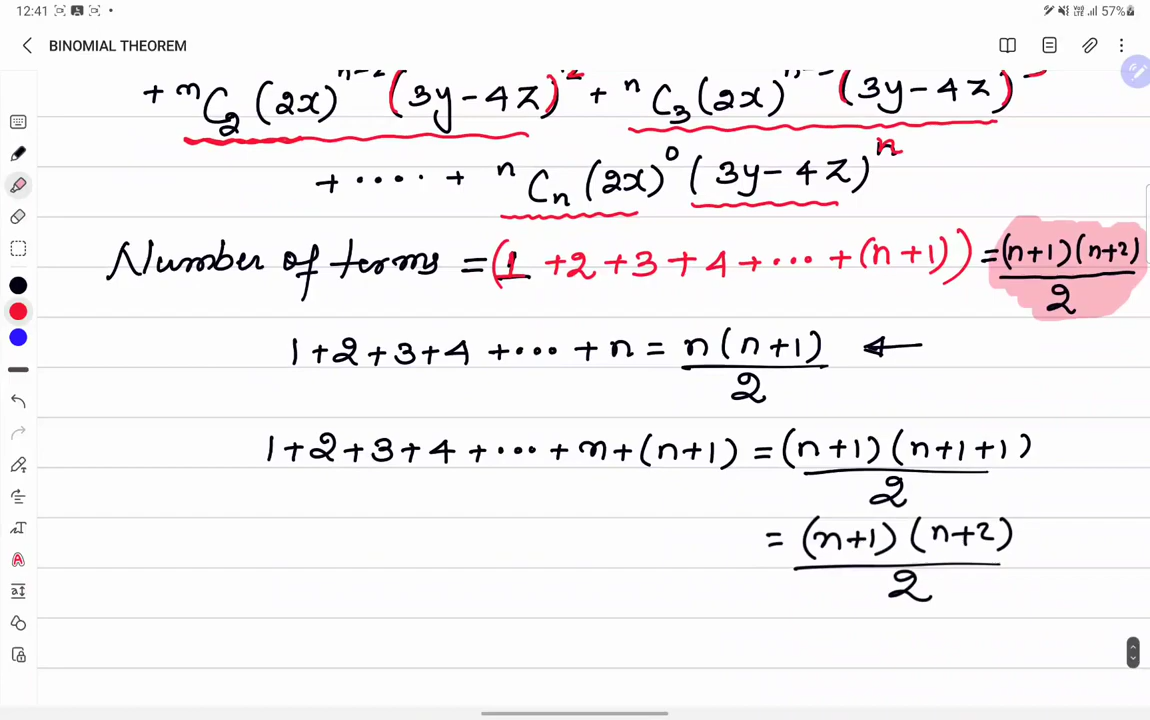 12:41 57%
BINOMIAL THEOREM
+ ⁿC₂ (2x)ⁿ⁻² (3y-4z)² + ⁿC₃ (2x) (3y-4z)
+ .... + ⁿCₙ (2x)⁰ (3y-4z)ⁿ
Number of terms = (1 +2 +3 +4 +... +(n+1)) = (n+1)(n+2)/2
1+2+3+4 +... +n = n(n+1)/2 ←
1+2+3+4+...+n+(n+1) = (n+1)(n+1+1)/2
= (n+1)(n+2)/2